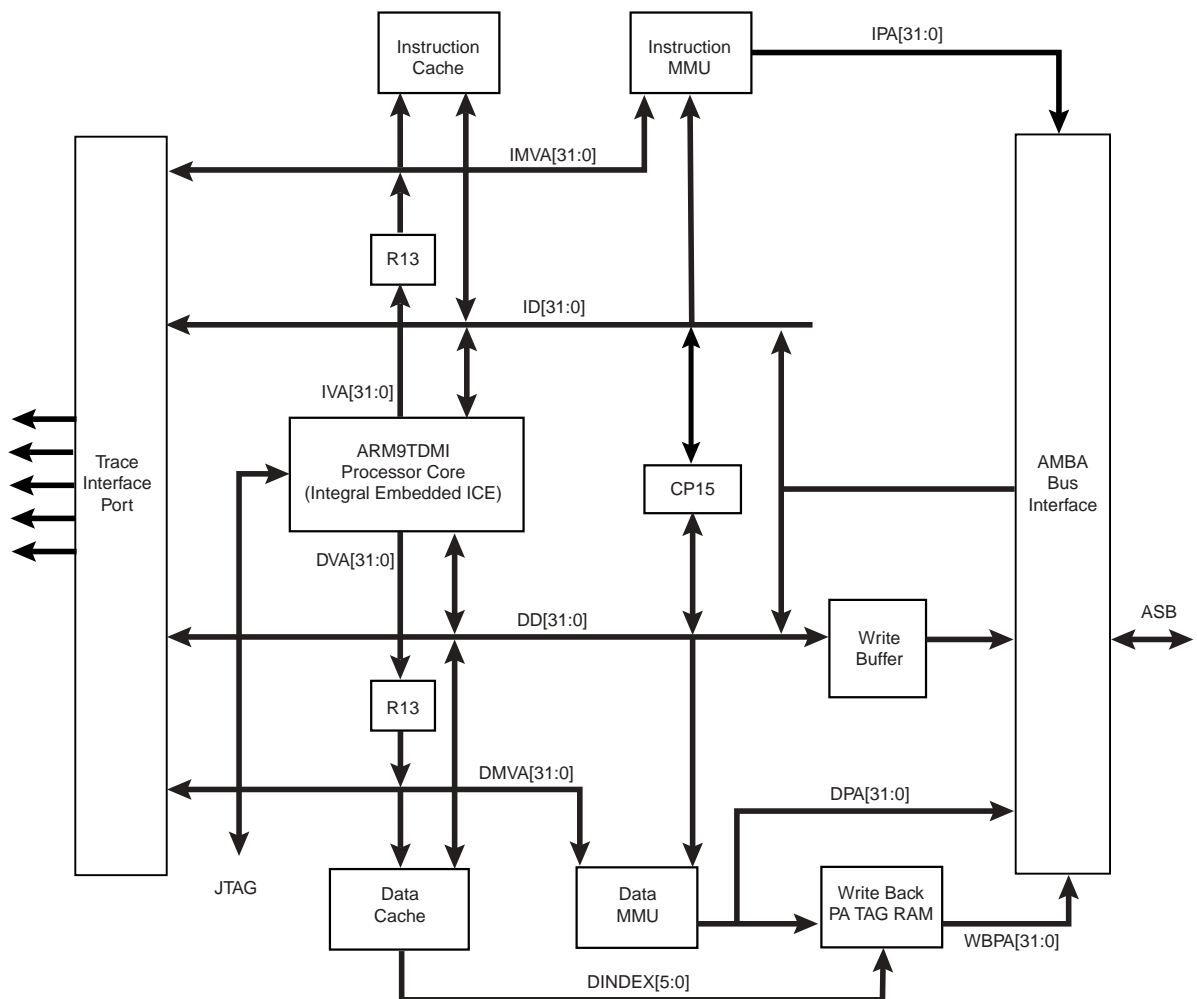 Instruction
Cache
Instruction
MMU
IPA[31:0]
IMVA[31:0]
R13
ID[31:0]
IVA[31:0]
ARM9TDMI
Processor Core
(Integral Embedded ICE)
Trace
Interface
Port
CP15
AMBA
Bus
Interface
DVA[31:0]
DD[31:0]
Write
Buffer
ASB
R13
DMVA[31:0]
DPA[31:0]
JTAG
Data
Cache
Data
MMU
Write Back
PA TAG RAM
WBPA[31:0]
DINDEX[5:0]